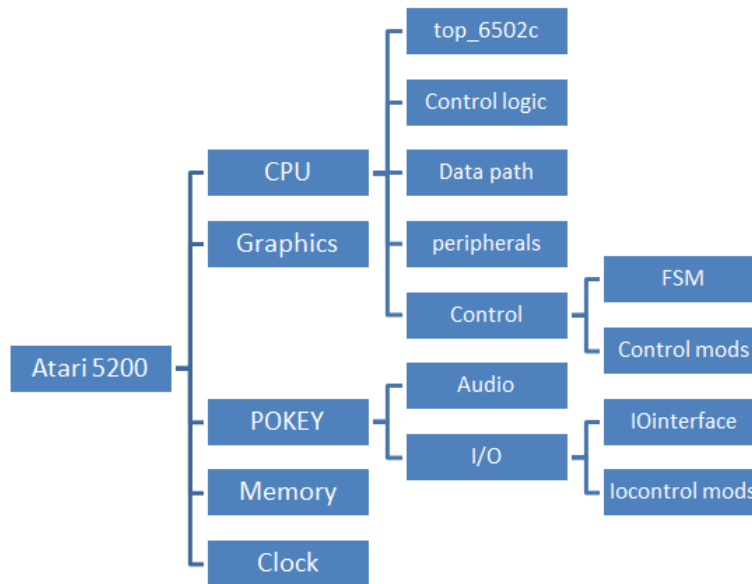 top_6502c
Control logic
CPU
Data path
Graphics
peripherals
FSM
Control
Atari 5200
Control mods
Audio
POKEY
IOinterface
I/O
Memory
Iocontrol mods
Clock